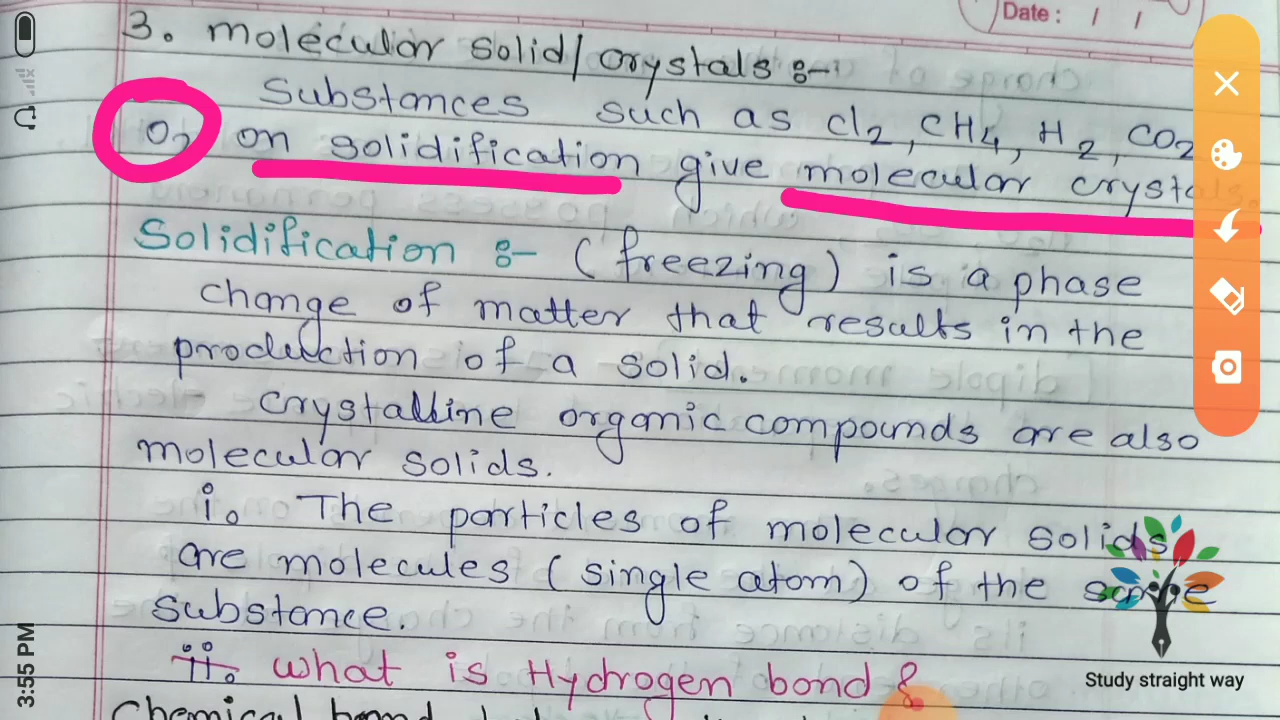 Date : / /
3. Molecular solid/crystals :-
Substances such as Cl2, CH4, H2, CO2
O2 on solidification give molecular crystals.
Solidification :- (freezing) is a phase
change of matter that results in the
production of a solid.
Crystalline organic compounds are also
molecular solids.
i. The particles of molecular solids
are molecules (single atom) of the same
substance.
ii. What is Hydrogen bond ?
Chemical bond
Study straight way
3:55 PM